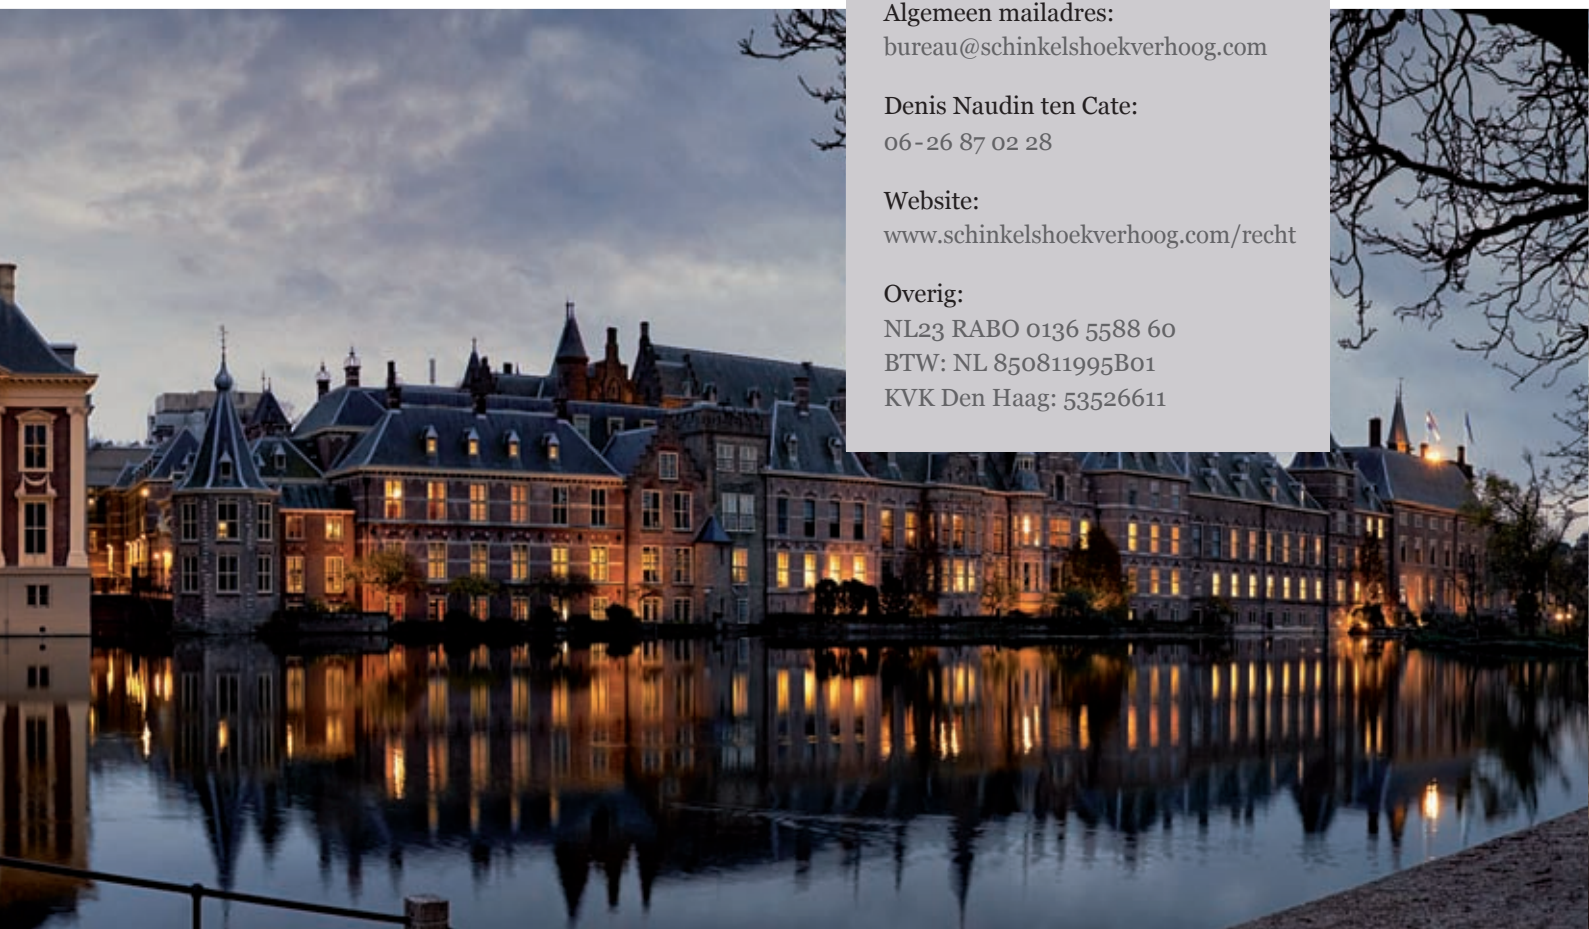 Algemeen mailadres:
bureau@schinkelshoekverhoog.com
Denis Naudin ten Cate:
06-26 87 02 28
Website:
www.schinkelshoekverhoog.com/recht
Overig:
NL23 RABO 0136 5588 60
BTW: NL 850811995B01
KVK Den Haag: 53526611